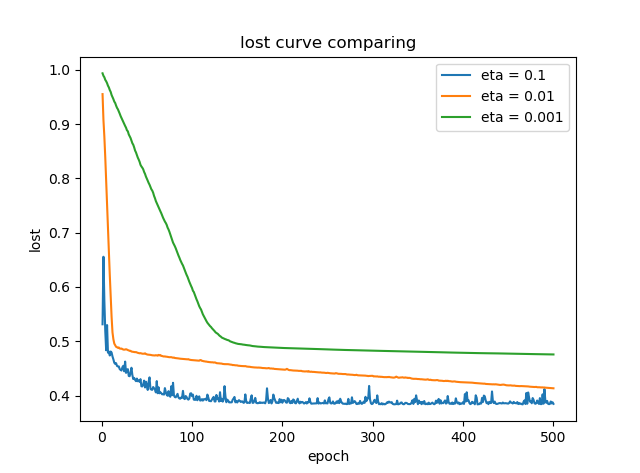 lost curve comparing
eta = 0.1
eta = 0.01
eta = 0.001
1.0
0.9
0.8
0.7
0.6
0.5
0.4
lost
0
100
200
300
400
500
epoch